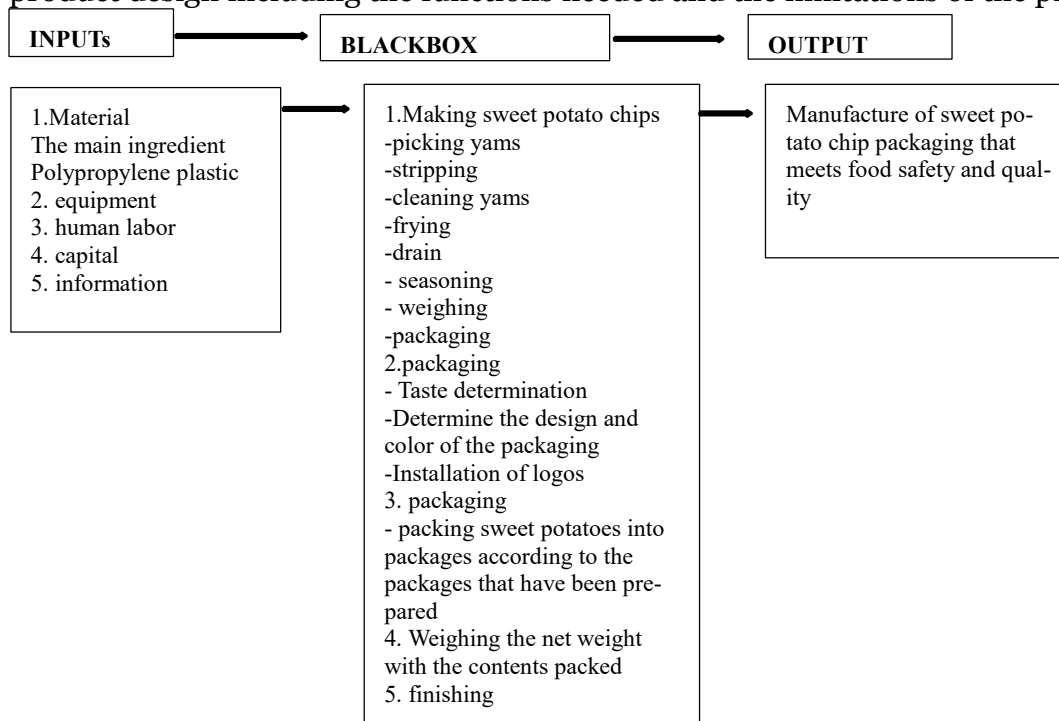 product design including the functions needed and the limitations of the p
INPUTs
BLACKBOX
OUTPUT
1.Material
The main ingredient
Polypropylene plastic
2. equipment
3. human labor
4. capital
5. information
1.Making sweet potato chips
-picking yams
-stripping
-cleaning yams
-frying
-drain
- seasoning
- weighing
-packaging
2.packaging
- Taste determination
-Determine the design and
color of the packaging
-Installation of logos
3. packaging
- packing sweet potatoes into
packages according to the
packages that have been pre-
pared
4. Weighing the net weight
with the contents packed
5. finishing
Manufacture of sweet po-
tato chip packaging that
meets food safety and qual-
ity